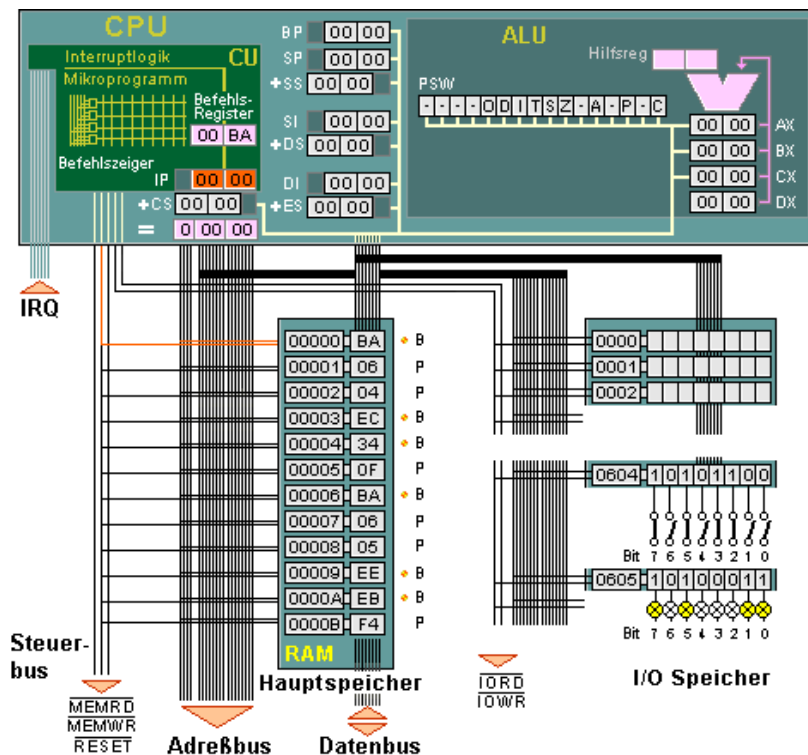 CPU
ALU
Interruptlogik CU
Mikroprogramm
Befehls-
Register
00 BA
Befehlszeiger
IP 00 00
+CS 00 00
= 0 00 00
BP 00 00
SP 00 00
+SS 00 00
SI 00 00
+DS 00 00
DI 00 00
+ES 00 00
Hilfsreg
PSW
- - - - O D I T S Z - A - P - C
00 00 AX
00 00 BX
00 00 CX
00 00 DX
IRQ
00000 BA B
00001 06 P
00002 04 P
00003 EC B
00004 34 B
00005 0F P
00006 BA B
00007 06 P
00008 05 P
00009 EE B
0000A EB B
0000B F4 P
RAM
Hauptspeicher
0000
0001
0002
0604 1 0 1 0 1 1 0 0
Bit 7 6 5 4 3 2 1 0
0605 1 0 1 0 0 0 1 1
Bit 7 6 5 4 3 2 1 0
I/O Speicher
Steuer-
bus
MEMRD
MEMWR
RESET
Adreßbus
Datenbus
IORD
IOWR